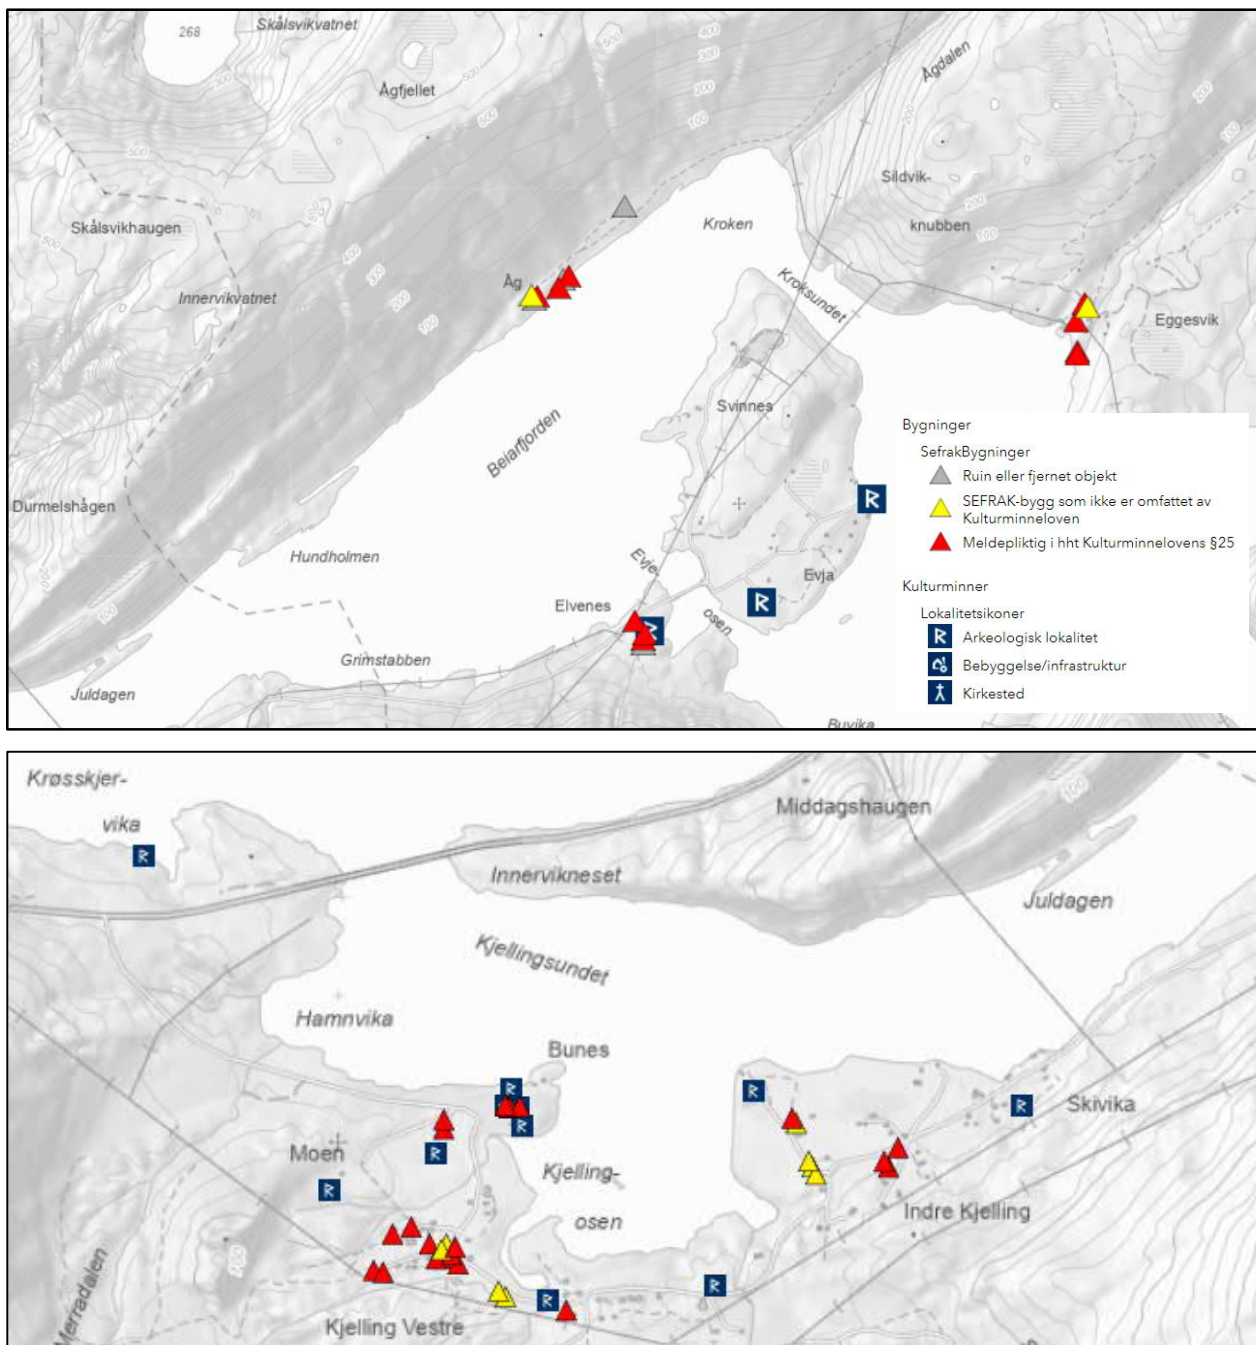 268
Skålsvikvatnet
Ågfjellet
Ågdalen
Skålsvikhaugen
Innervikvatnet
Sildvik-
knubben
Kroken
Kroksundet
Åg
Eggesvik
Svinnes
Beiarfjorden
Durmelshågen
Hundholmen
Evje-
osen
Evja
Elvenes
Grimstabben
Juldagen
Buvika
Bygninger
SefrakBygninger
Ruin eller fjernet objekt
SEFRAK-bygg som ikke er omfattet av
Kulturminneloven
Meldepliktig i hht Kulturminnelovens §25
Kulturminner
Lokalitetsikoner
Arkeologisk lokalitet
Bebyggelse/infrastruktur
Kirkested
Krøsskjer-
vika
Middagshaugen
100
Innervikneset
Juldagen
Kjellingsundet
Hamnvika
Bunes
Skivika
Moen
Kjelling-
osen
Indre Kjelling
Merradalen
Kjelling Vestre